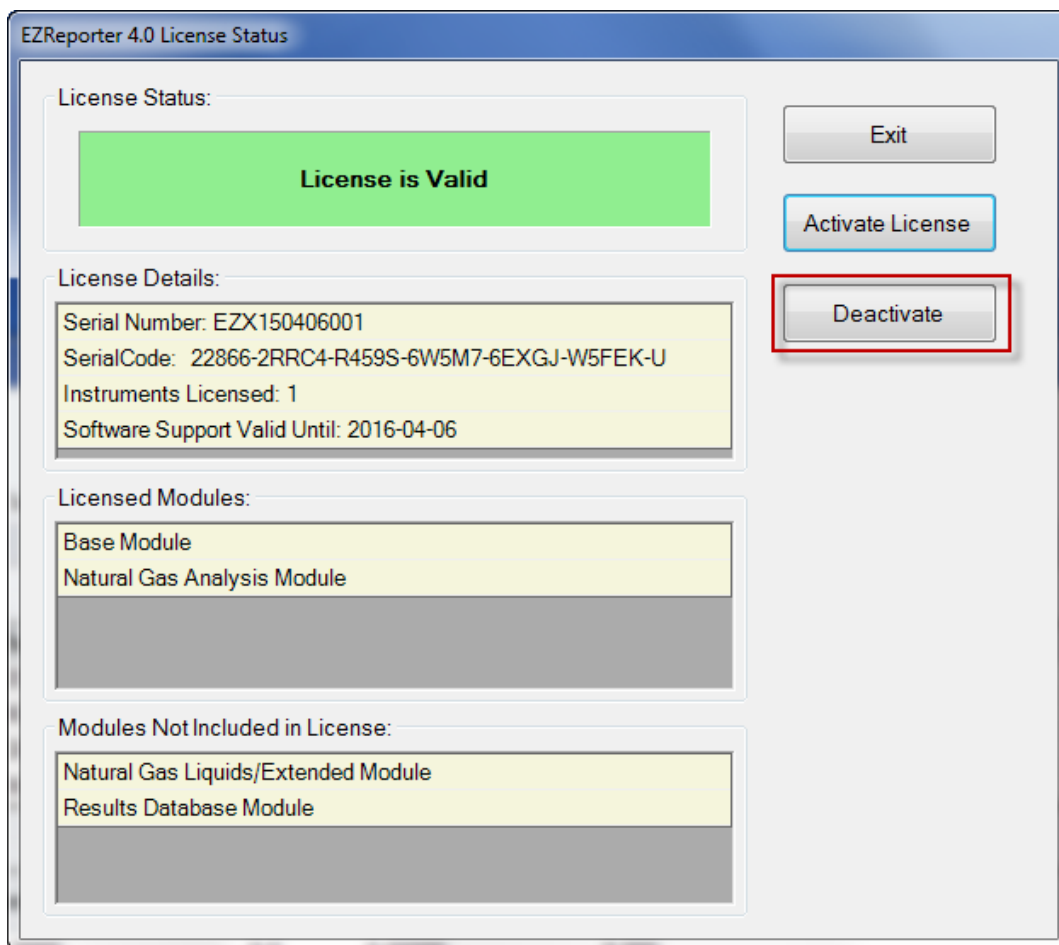 EZReporter 4.0 License Status
License Status:
License is Valid
Exit
Activate License
Deactivate
License Details:
Serial Number: EZX150406001
SerialCode:  22866-2RRC4-R459S-6W5M7-6EXGJ-W5FEK-U
Instruments Licensed: 1
Software Support Valid Until: 2016-04-06
Licensed Modules:
Base Module
Natural Gas Analysis Module
Modules Not Included in License:
Natural Gas Liquids/Extended Module
Results Database Module